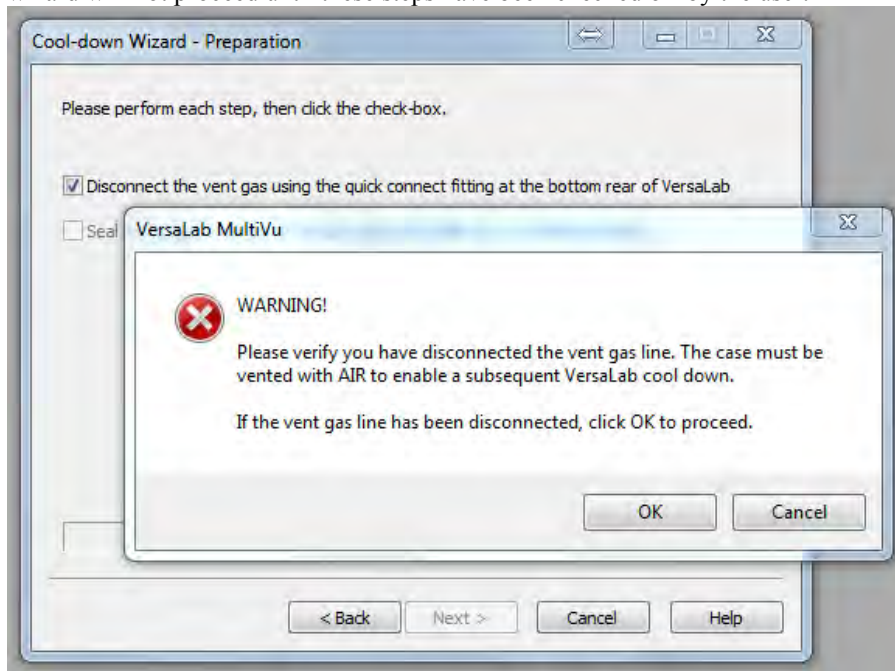 Cool-down Wizard - Preparation
Please perform each step, then click the check-box.
Disconnect the vent gas using the quick connect fitting at the bottom rear of VersaLab
Seal
VersaLab MultiVu
WARNING!
Please verify you have disconnected the vent gas line. The case must be
vented with AIR to enable a subsequent VersaLab cool down.
If the vent gas line has been disconnected, click OK to proceed.
OK
Cancel
< Back
Next >
Cancel
Help